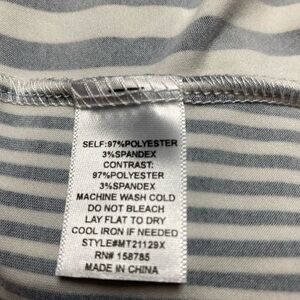 SELF:97%POLYESTER
3%SPANDEX
CONTRAST:
97%POLYESTER
3%SPANDEX
MACHINE WASH COLD
DO NOT BLEACH
LAY FLAT TO DRY
COOL IRON IF NEEDED
STYLE#MT21129X
RN# 158785
MADE IN CHINA